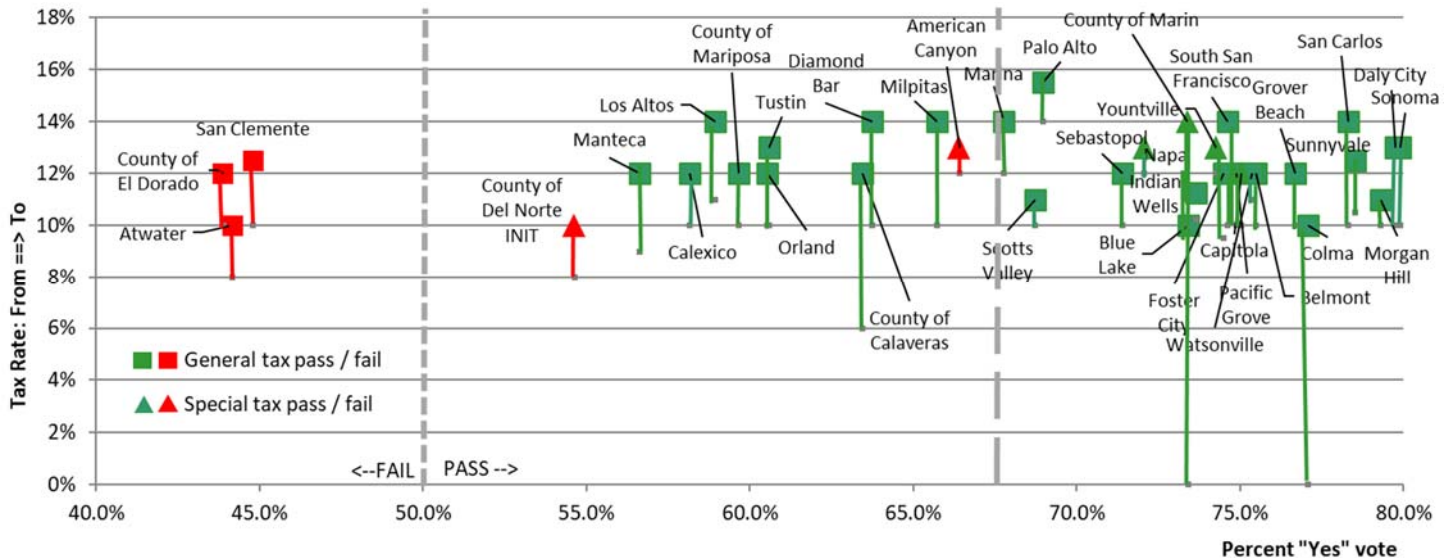 18%
16%
14%
12%
10%
8%
6%
4%
2%
0%
Tax Rate: From ==> To
40.0%
45.0%
50.0%
55.0%
60.0%
65.0%
70.0%
75.0%
80.0%
Percent "Yes" vote
<--FAIL
PASS -->
General tax pass / fail
Special tax pass / fail
County of
El Dorado
San Clemente
Atwater
County of
Del Norte
INIT
Manteca
Los Altos
Calexico
County of
Mariposa
Tustin
Orland
Diamond
Bar
County of
Calaveras
Milpitas
American
Canyon
Marina
Palo Alto
Scotts
Valley
Sebastopol
County of Marin
Yountville
Napa
Indian
Wells
Blue
Lake
South San
Francisco
Foster
City
Capitola
Pacific
Grove
Watsonville
Belmont
Grover
Beach
Colma
San Carlos
Sunnyvale
Morgan
Hill
Daly City
Sonoma